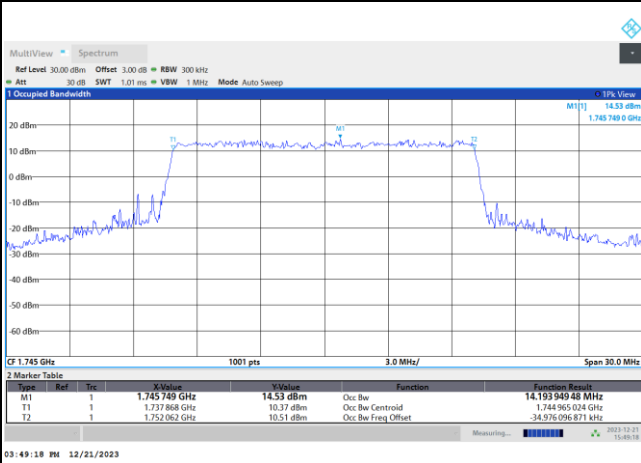 MultiView Spectrum
Ref Level 30.00 dBm Offset 3.00 dB RBW 300 kHz
Att 30 dB SWT 1.01 ms VBW 1 MHz Mode Auto Sweep
1 Occupied Bandwidth 1Pk View
M1[1] 14.53 dBm
1.745 749 0 GHz
20 dBm
T1 M1 T2
10 dBm
0 dBm
-10 dBm
-20 dBm
-30 dBm
-40 dBm
-50 dBm
-60 dBm
CF 1.745 GHz 1001 pts 3.0 MHz/ Span 30.0 MHz
2 Marker Table
Type Ref Trc X-Value Y-Value Function Function Result
M1 1 1.745 749 GHz 14.53 dBm Occ Bw 14.193 949 48 MHz
T1 1 1.737 868 GHz 10.37 dBm Occ Bw Centroid 1.744 965 024 GHz
T2 1 1.752 062 GHz 10.51 dBm Occ Bw Freq Offset -34.976 096 871 kHz
Measuring... 2023-12-27
15:49:18
03:49:18 PM 12/21/2023